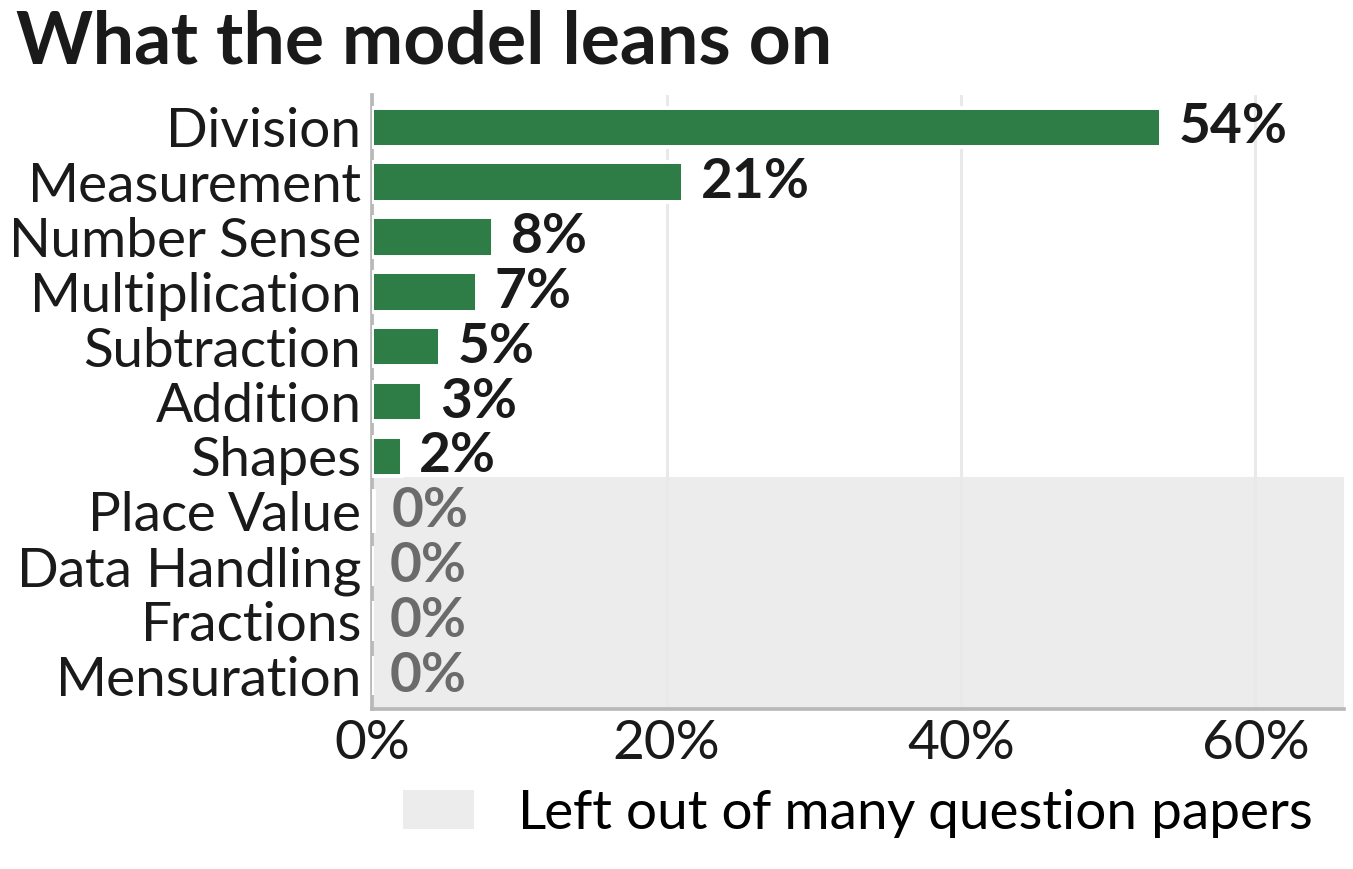 What the model leans on
Division 54%
Measurement 21%
Number Sense 8%
Multiplication 7%
Subtraction 5%
Addition 3%
Shapes 2%
Place Value 0%
Data Handling 0%
Fractions 0%
Mensuration 0%
0% 20% 40% 60%
Left out of many question papers